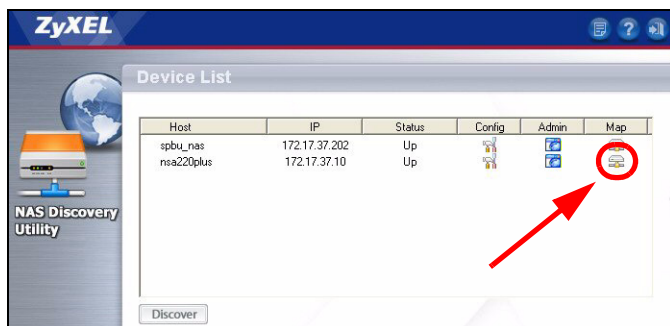 ZyXEL
Device List
Host IP Status Config Admin Map
spbu_nas 172.17.37.202 Up
nsa220plus 172.17.37.10 Up
NAS Discovery
Utility
Discover